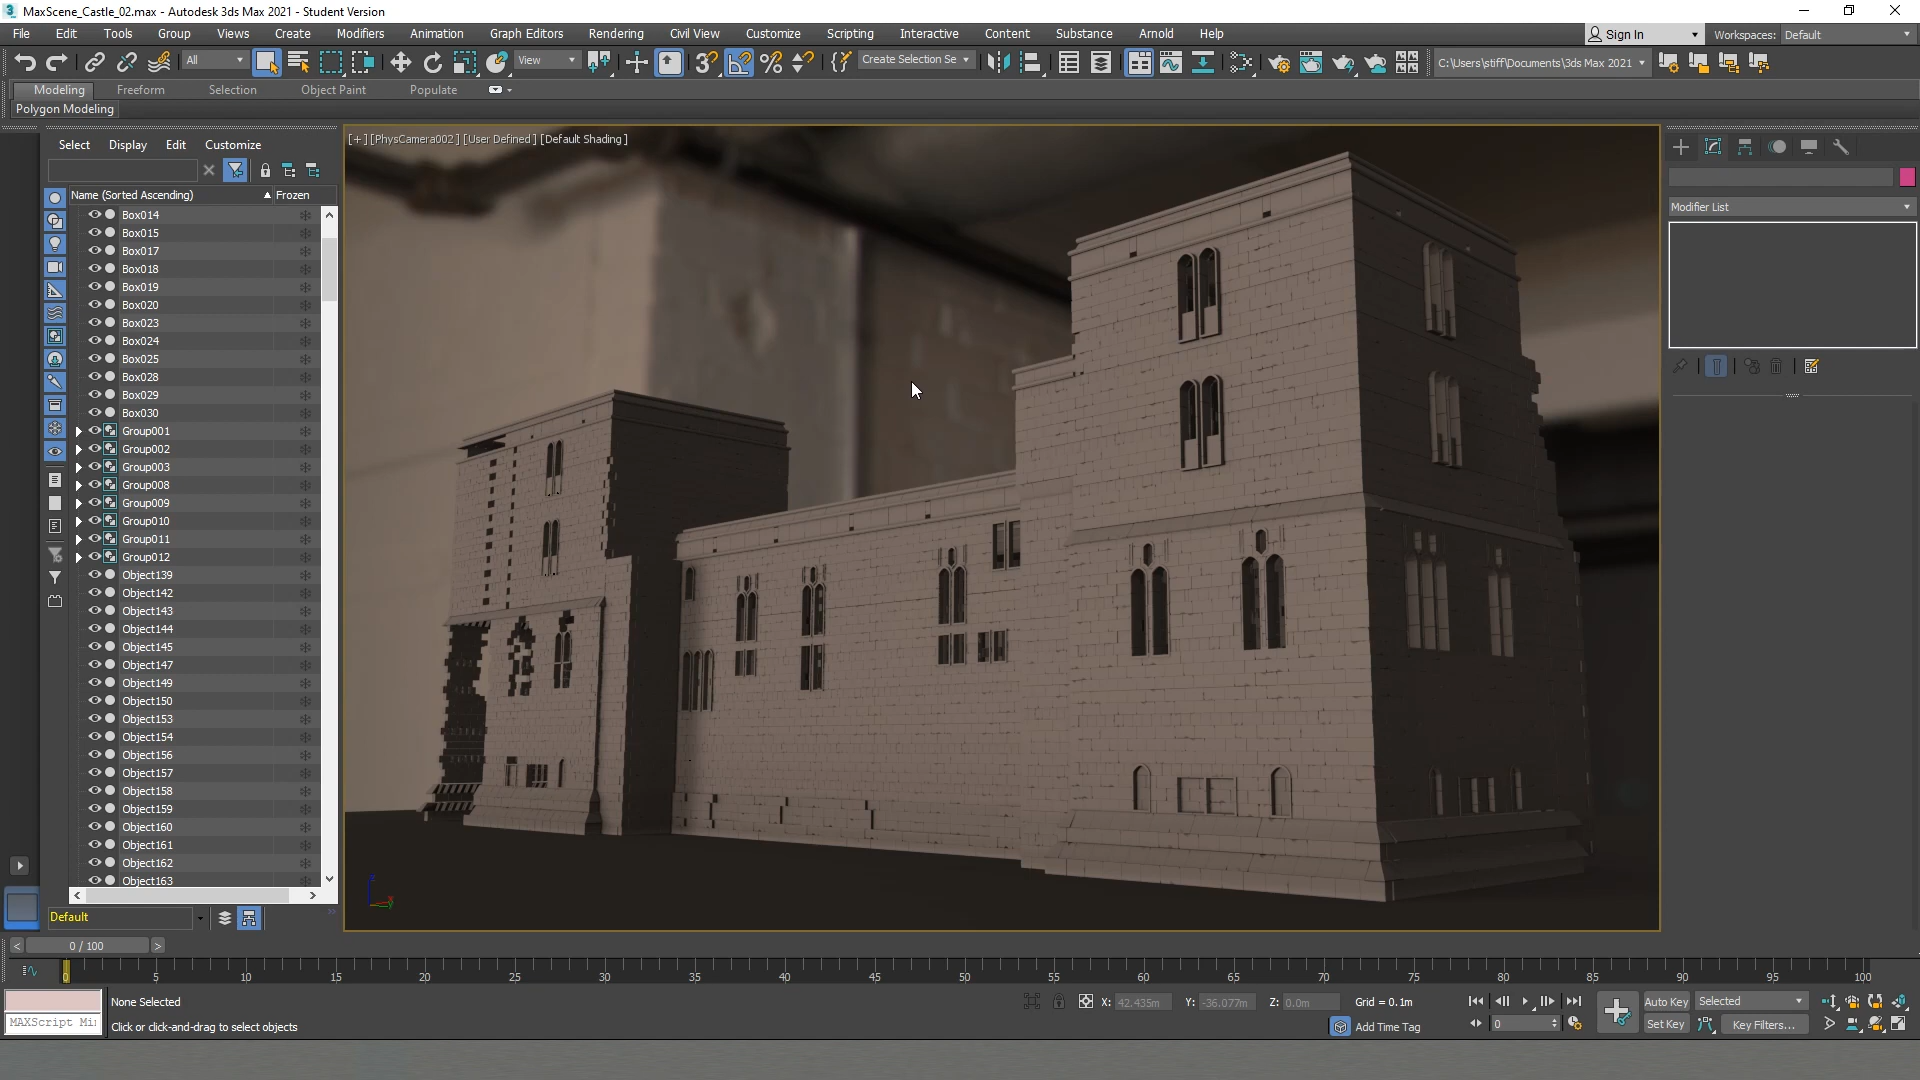 MaxScene_Castle_02.max - Autodesk 3ds Max 2021 - Student Version
File Edit Tools Group Views Create Modifiers Animation Graph Editors Rendering Civil View Customize Scripting Interactive Content Substance Arnold Help Sign In Workspaces: Default
All View Create Selection Se C:\Users\stiff\Documents\3ds Max 2021
Modeling Freeform Selection Object Paint Populate
Polygon Modeling
[+] [PhysCamera002] [User Defined] [Default Shading]
Select Display Edit Customize
Name (Sorted Ascending) Frozen
Modifier List
Box014
Box015
Box017
Box018
Box019
Box020
Box023
Box024
Box025
Box028
Box029
Box030
Group001
Group002
Group003
Group008
Group009
Group010
Group011
Group012
Object139
Object142
Object143
Object144
Object145
Object147
Object149
Object150
Object153
Object154
Object156
Object157
Object158
Object159
Object160
Object161
Object162
Object163
Default
0 / 100
0 5 10 15 20 25 30 35 40 45 50 55 60 65 70 75 80 85 90 95 100
None Selected X: 42.435m Y: -36.077m Z: 0.0m Grid = 0.1m Auto Key Selected
MAXScript Mi
Click or click-and-drag to select objects Add Time Tag 0 Set Key Key Filters...